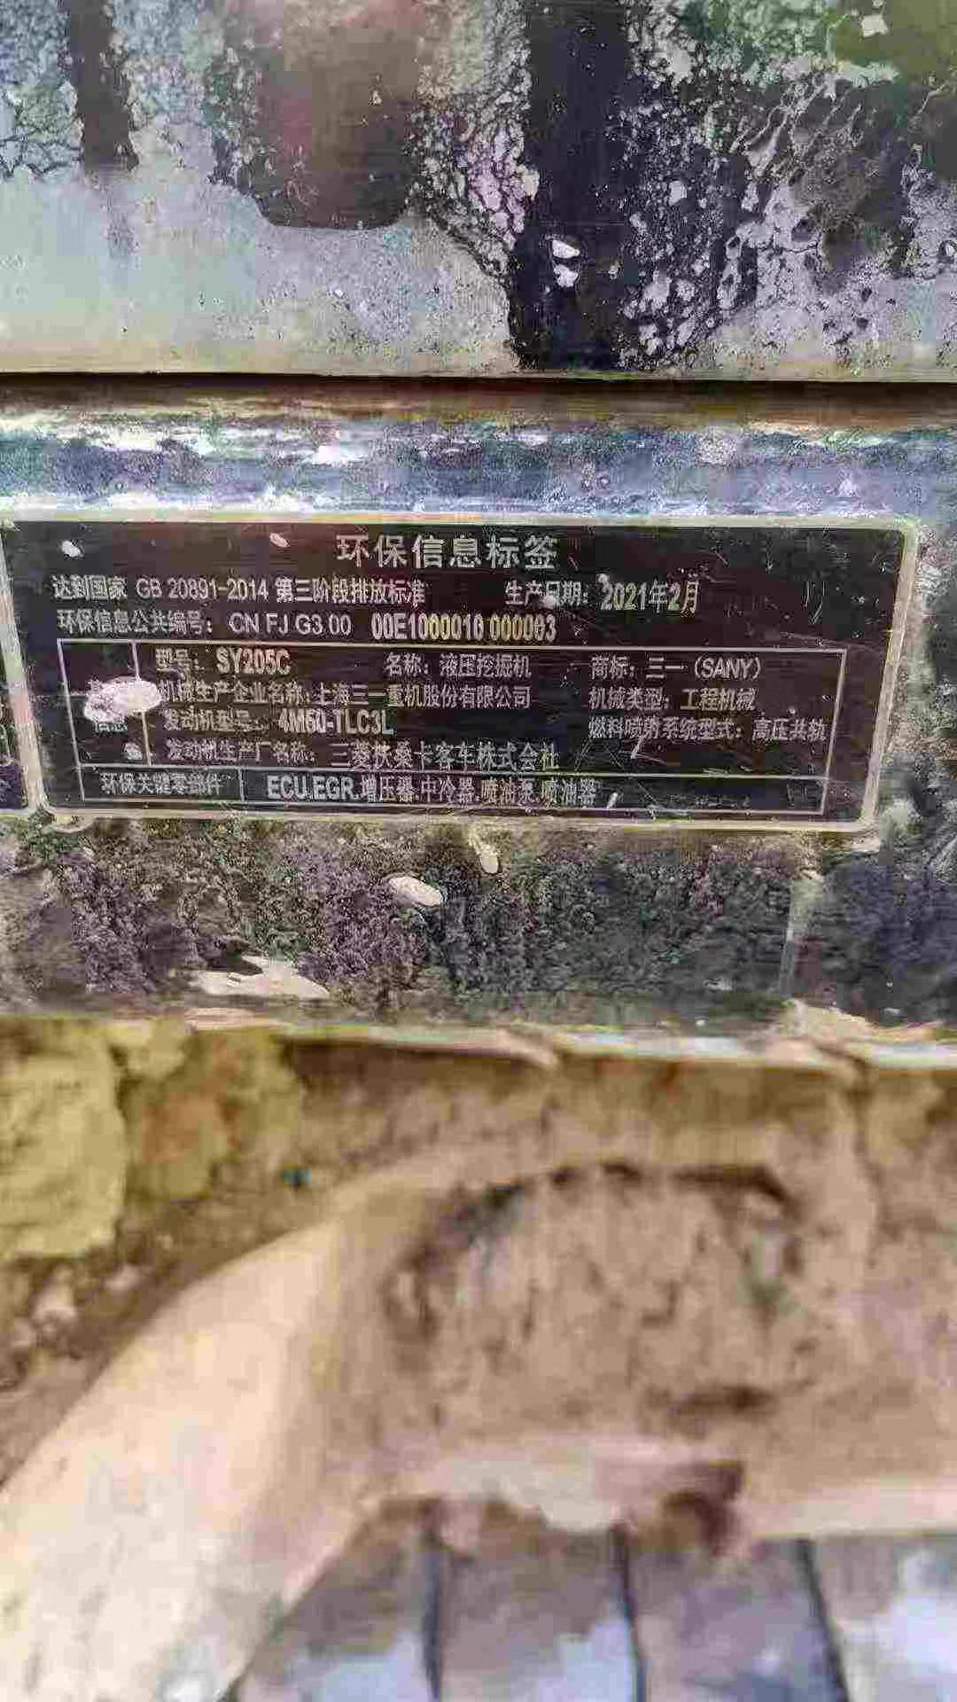 环保信息标签
达到国家 GB 20891-2014 第三阶段排放标准 生产日期: 2021年2月
环保信息公共编号: CN FJ G3 00 00E1000010 000003
型号: SY205C 名称: 液压挖掘机 商标: 三一 (SANY)
机械生产企业名称: 上海三一重机股份有限公司 机械类型: 工程机械
信息 发动机型号: 4M50-TLC3L 燃料喷射系统型式: 高压共轨
发动机生产厂名称: 三菱扶桑卡客车株式会社
环保关键零部件 ECU.EGR.增压器.中冷器.喷油泵.喷油器